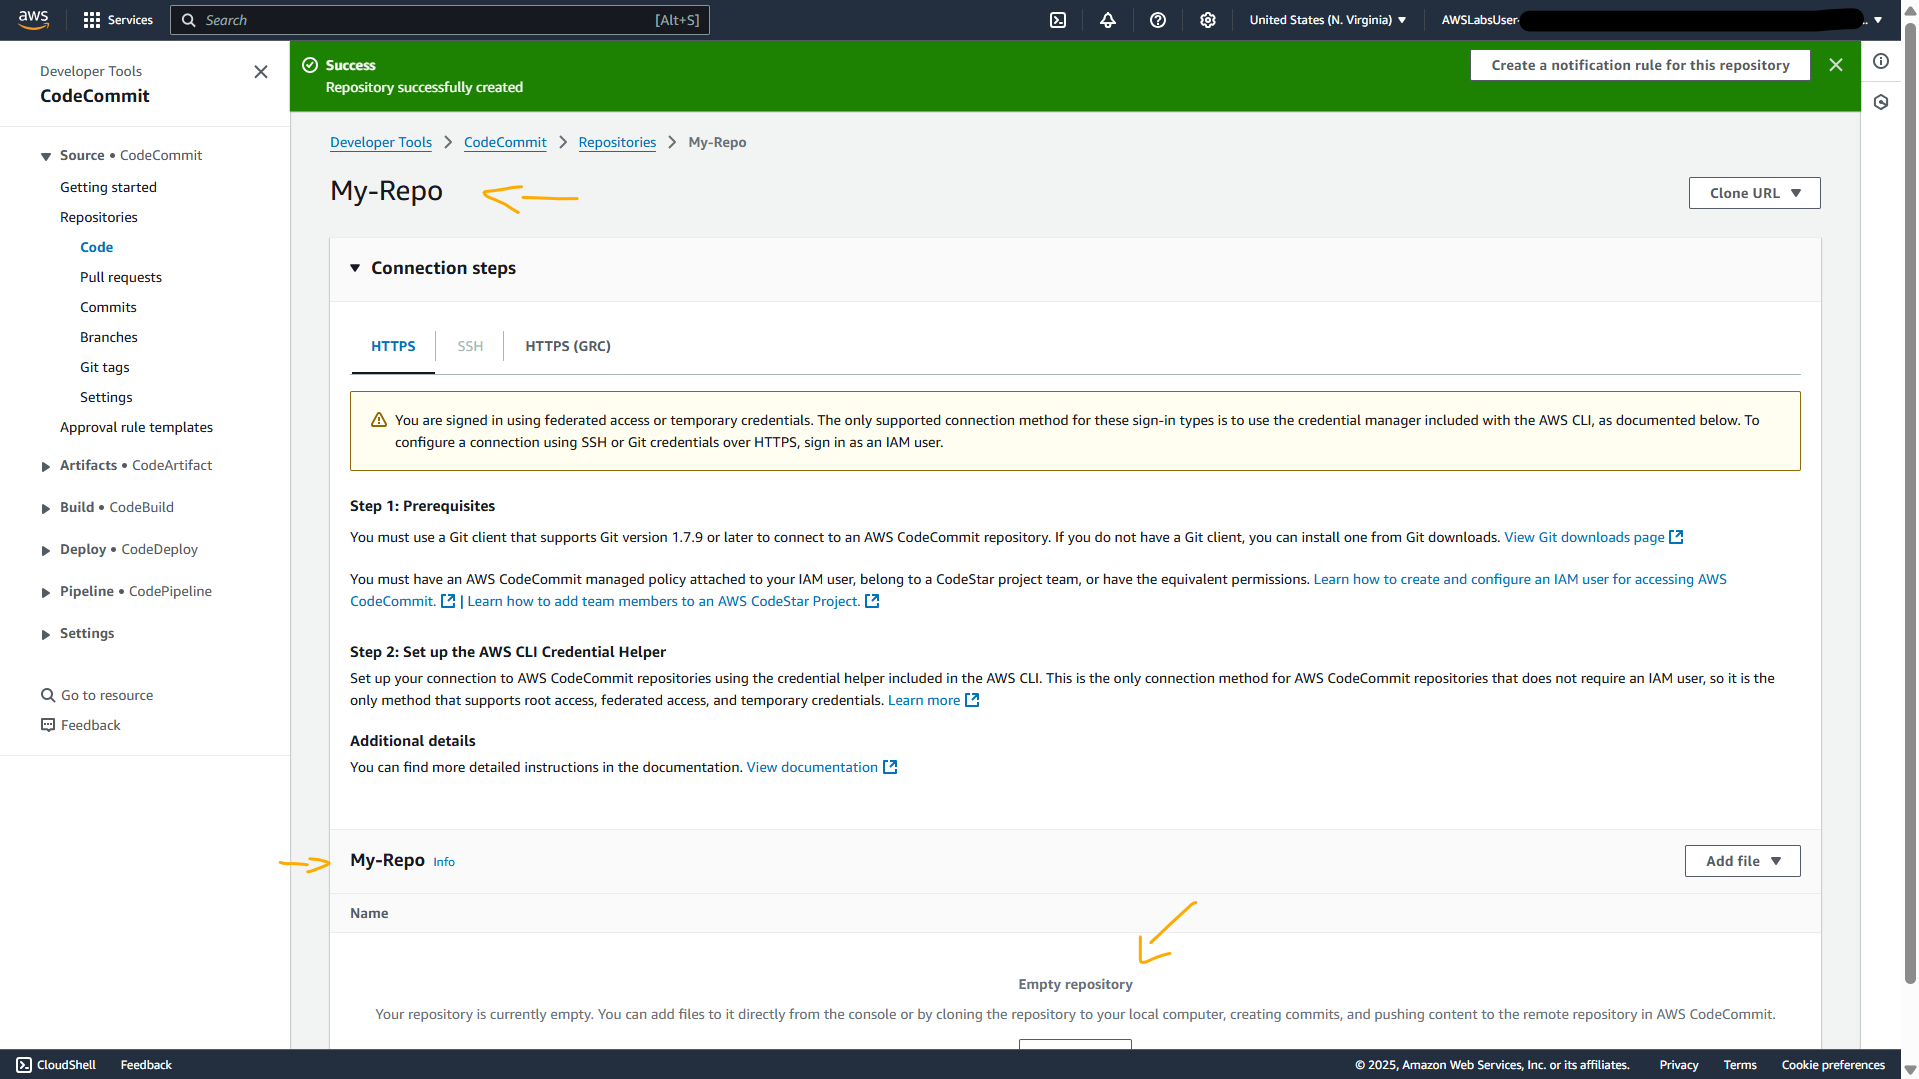 aws
Services
Search [Alt+S]
United States (N. Virginia)
AWSLabsUser-
Developer Tools
CodeCommit
Source • CodeCommit
Getting started
Repositories
Code
Pull requests
Commits
Branches
Git tags
Settings
Approval rule templates
Artifacts • CodeArtifact
Build • CodeBuild
Deploy • CodeDeploy
Pipeline • CodePipeline
Settings
Go to resource
Feedback
Success
Repository successfully created
Create a notification rule for this repository
Developer Tools > CodeCommit > Repositories > My-Repo
My-Repo
Clone URL
Connection steps
HTTPS SSH HTTPS (GRC)
You are signed in using federated access or temporary credentials. The only supported connection method for these sign-in types is to use the credential manager included with the AWS CLI, as documented below. To
configure a connection using SSH or Git credentials over HTTPS, sign in as an IAM user.
Step 1: Prerequisites
You must use a Git client that supports Git version 1.7.9 or later to connect to an AWS CodeCommit repository. If you do not have a Git client, you can install one from Git downloads. View Git downloads page
You must have an AWS CodeCommit managed policy attached to your IAM user, belong to a CodeStar project team, or have the equivalent permissions. Learn how to create and configure an IAM user for accessing AWS
CodeCommit. | Learn how to add team members to an AWS CodeStar Project.
Step 2: Set up the AWS CLI Credential Helper
Set up your connection to AWS CodeCommit repositories using the credential helper included in the AWS CLI. This is the only connection method for AWS CodeCommit repositories that does not require an IAM user, so it is the
only method that supports root access, federated access, and temporary credentials. Learn more
Additional details
You can find more detailed instructions in the documentation. View documentation
My-Repo Info
Add file
Name
Empty repository
Your repository is currently empty. You can add files to it directly from the console or by cloning the repository to your local computer, creating commits, and pushing content to the remote repository in AWS CodeCommit.
CloudShell
Feedback
© 2025, Amazon Web Services, Inc. or its affiliates.
Privacy
Terms
Cookie preferences